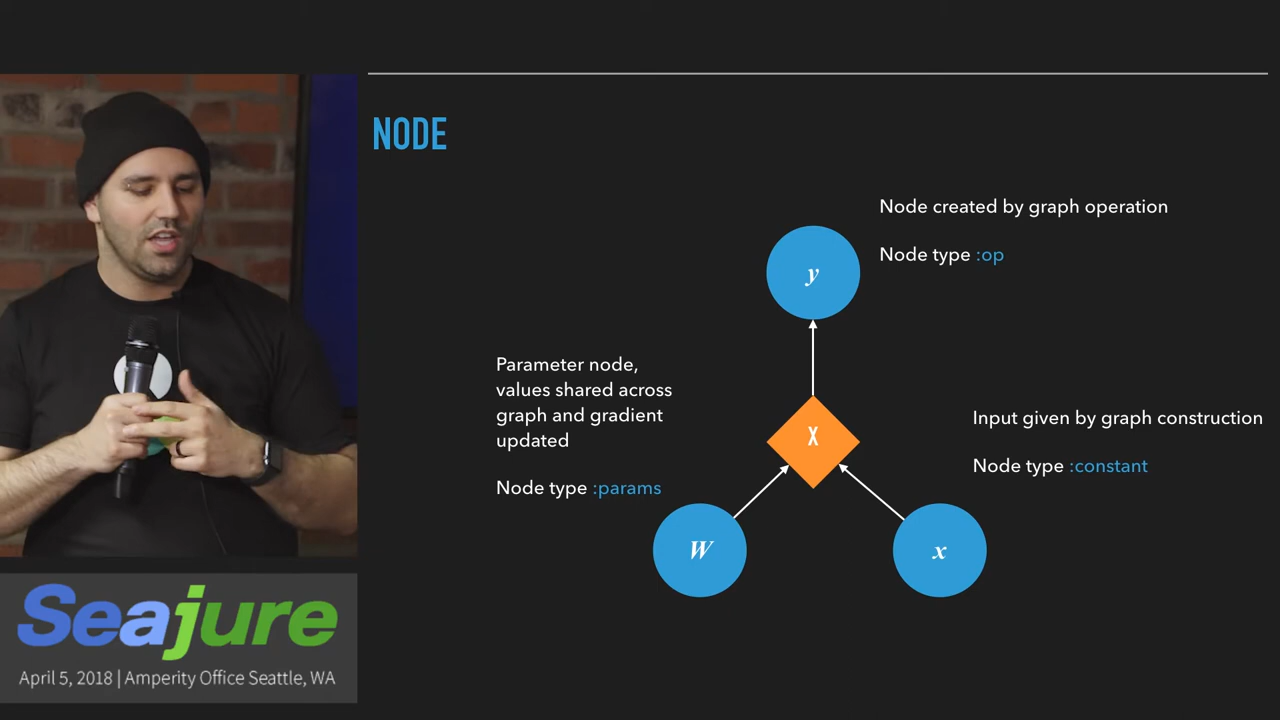 NODE
Node created by graph operation
Node type :op
y
Parameter node,
values shared across
graph and gradient
updated
Node type :params
X
Input given by graph construction
Node type :constant
W
x
Seajure
April 5, 2018 | Amperity Office Seattle, WA